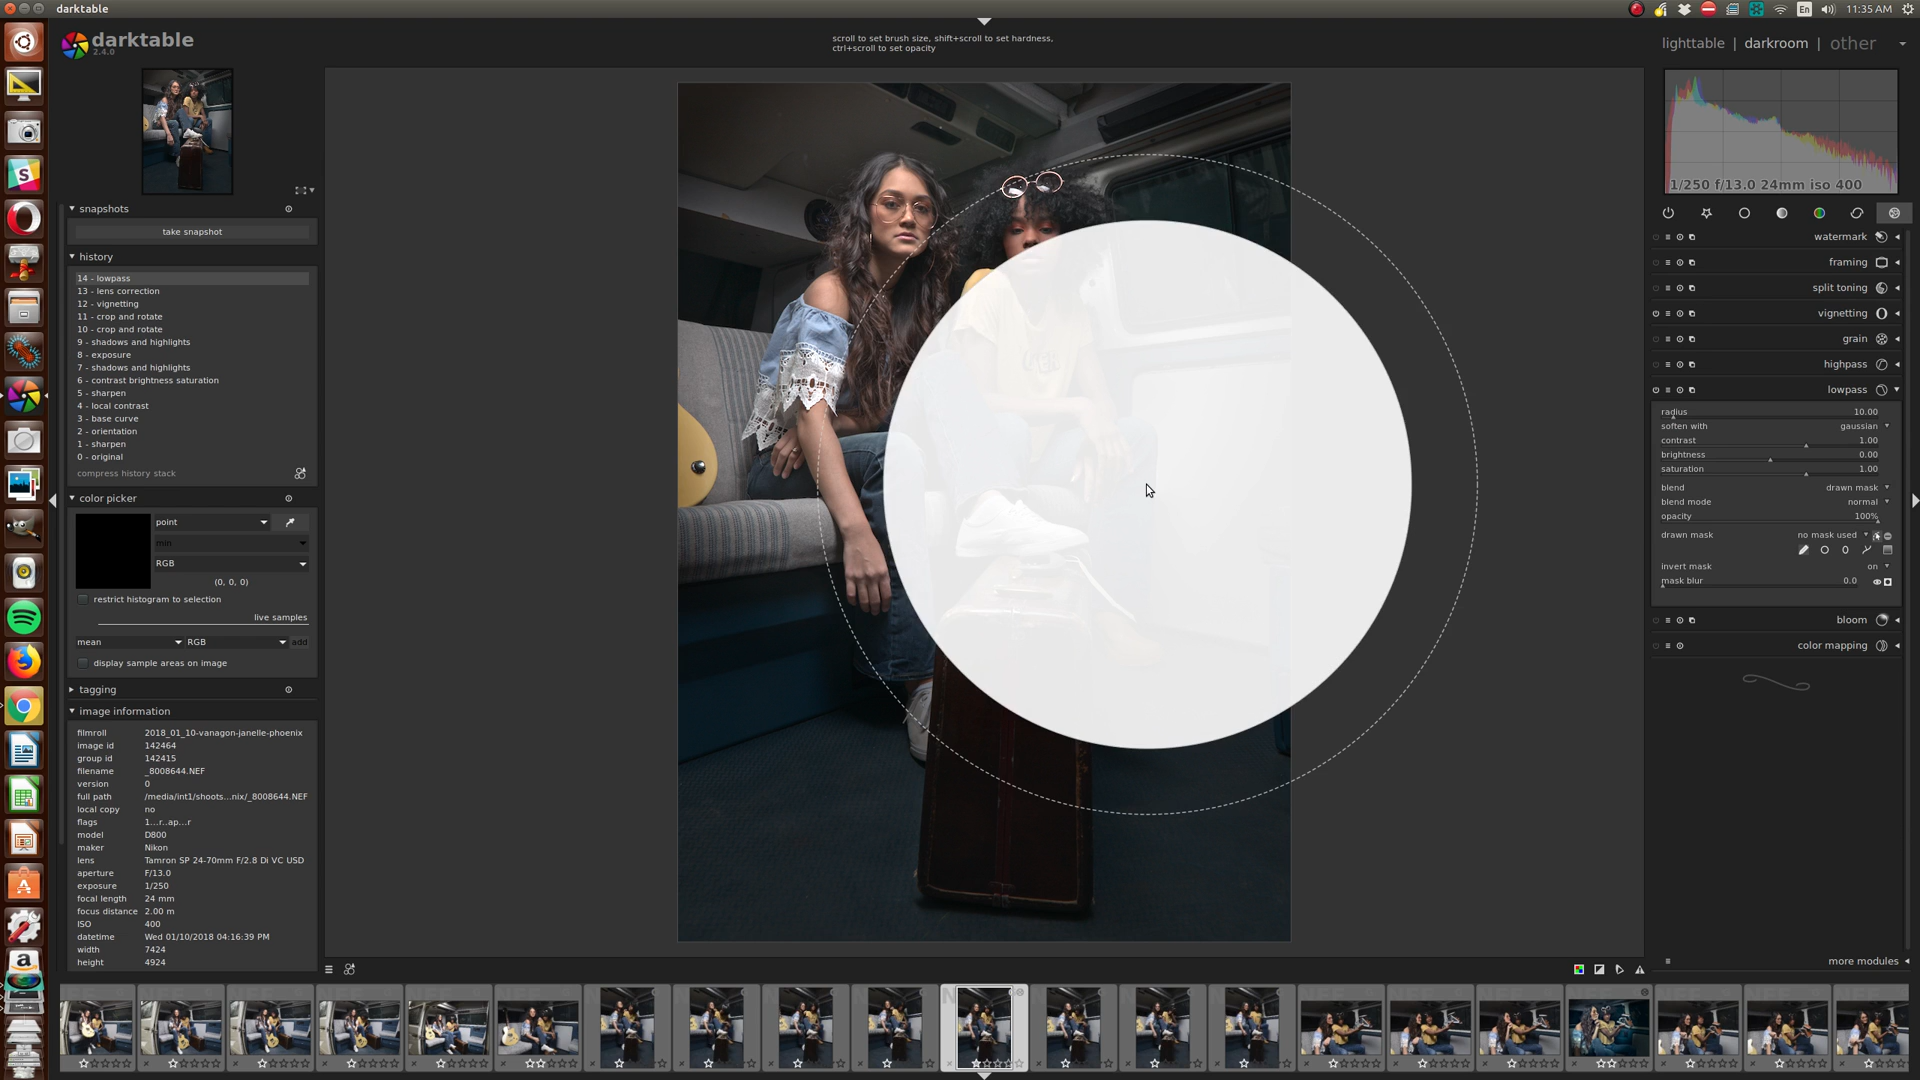 darktable
En
11:35 AM
darktable
2.4.0
scroll to set brush size, shift+scroll to set hardness,
ctrl+scroll to set opacity
lighttable | darkroom | other
snapshots
take snapshot
history
14 - lowpass
13 - lens correction
12 - vignetting
11 - crop and rotate
10 - crop and rotate
9 - shadows and highlights
8 - exposure
7 - shadows and highlights
6 - contrast brightness saturation
5 - sharpen
4 - local contrast
3 - base curve
2 - orientation
1 - sharpen
0 - original
compress history stack
color picker
point
min
RGB
(0, 0, 0)
restrict histogram to selection
live samples
mean RGB add
display sample areas on image
tagging
image information
filmroll 2018_01_10-vanagon-janelle-phoenix
image id 142464
group id 142415
filename _8008644.NEF
version 0
full path /media/int1/shoots...nix/_8008644.NEF
local copy no
flags 1...r..ap...r
model D800
maker Nikon
lens Tamron SP 24-70mm F/2.8 Di VC USD
aperture F/13.0
exposure 1/250
focal length 24 mm
focus distance 2.00 m
ISO 400
datetime Wed 01/10/2018 04:16:39 PM
width 7424
height 4924
1/250 f/13.0 24mm iso 400
watermark
framing
split toning
vignetting
grain
highpass
lowpass
radius 10.00
soften with gaussian
contrast 1.00
brightness 0.00
saturation 1.00
blend drawn mask
blend mode normal
opacity 100%
drawn mask no mask used
invert mask on
mask blur 0.0
bloom
color mapping
more modules